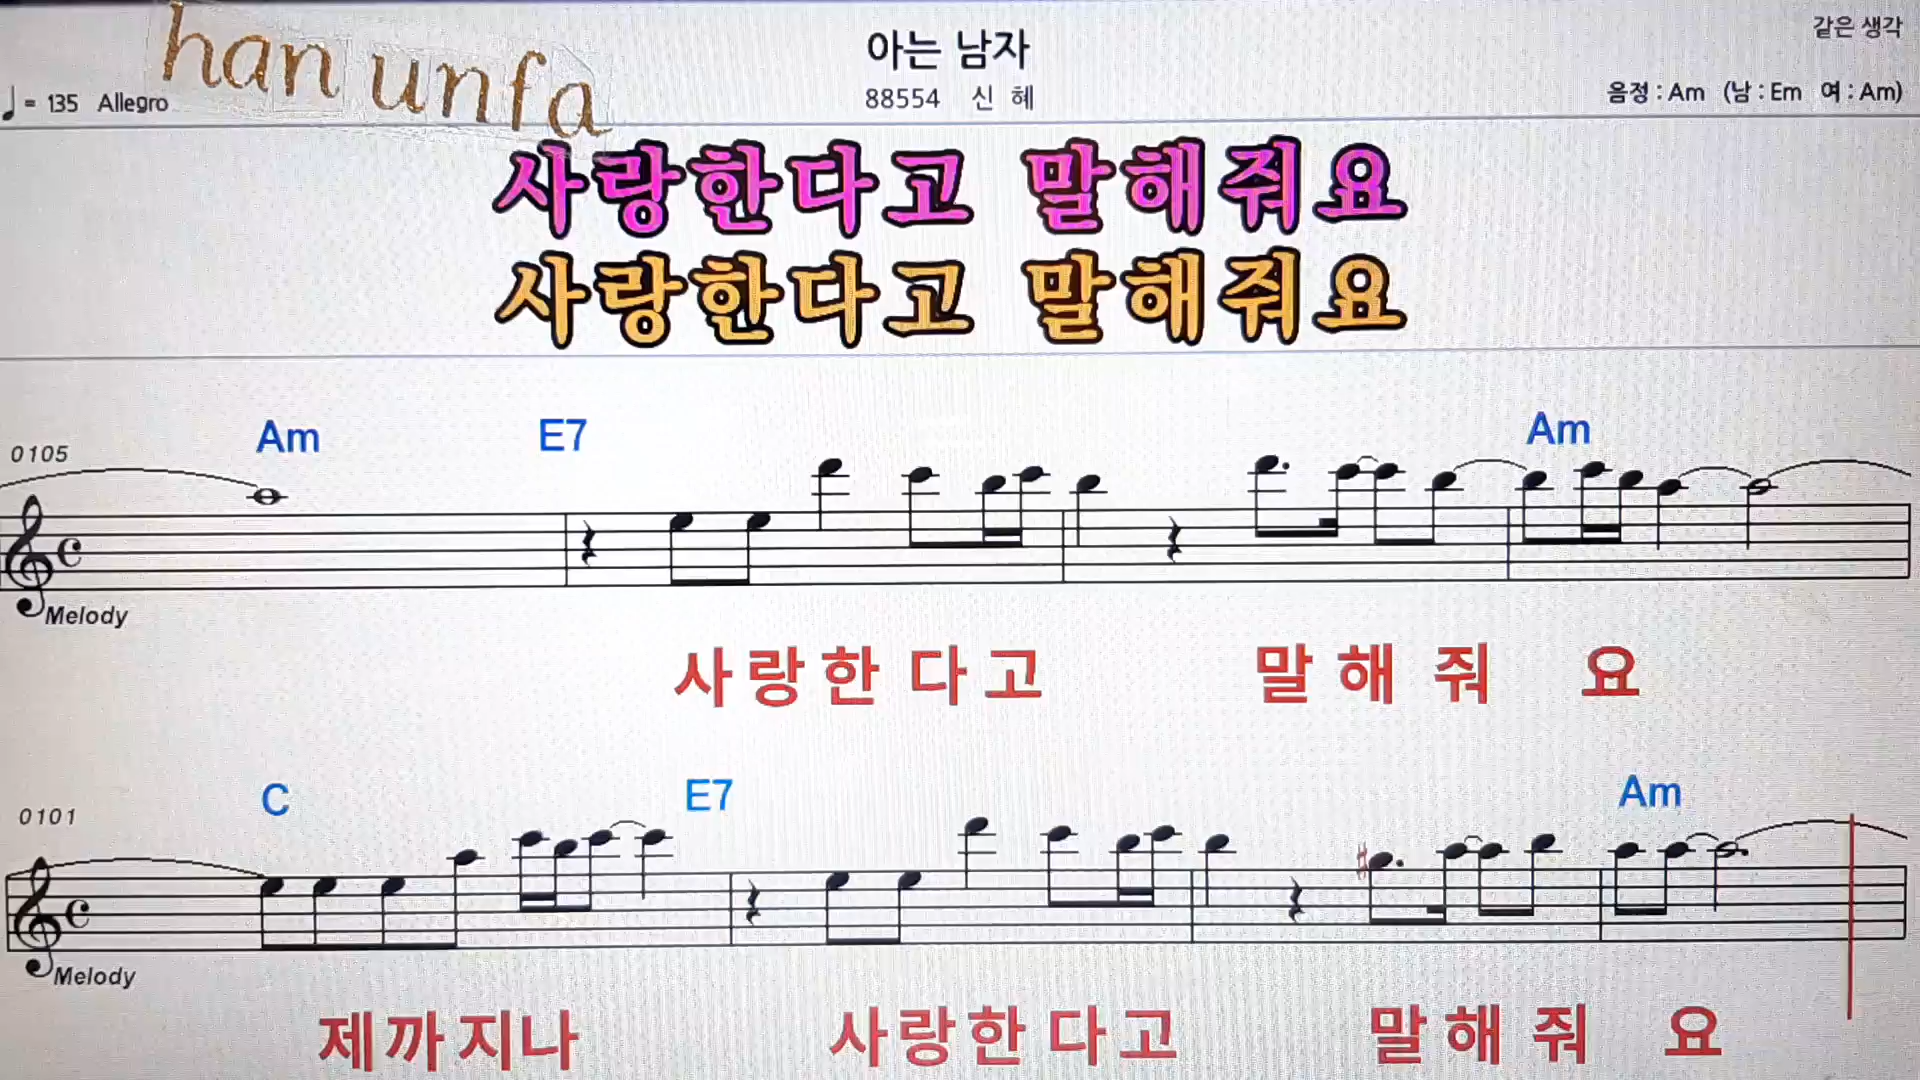 han unfa
같은 생각
아는 남자
♩= 135 Allegro
88554 신 혜
음정 : Am (남 : Em 여 : Am)
사랑한다고 말해줘요
사랑한다고 말해줘요
Am E7 Am
0105
Melody
사랑한 다고 말해 줘 요
C E7 Am
0101
Melody
제까지나 사랑한 다고 말해 줘 요